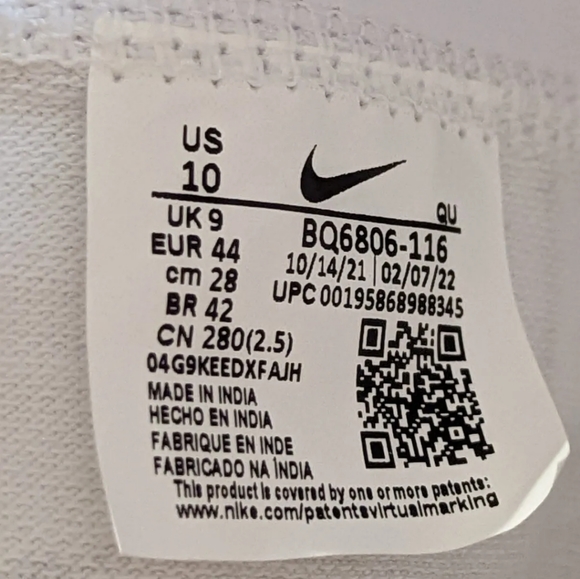 US
10
UK 9
EUR 44
cm 28
BR 42
CN 280(2.5)
QU
BQ6806-116
10/14/21 | 02/07/22
UPC 00195868988345
04G9KEEDXFAJH
MADE IN INDIA
HECHO EN INDIA
FABRIQUE EN INDE
FABRICADO NA ÍNDIA
This product is covered by one or more patents:
www.nike.com/patentsvirtualmarking